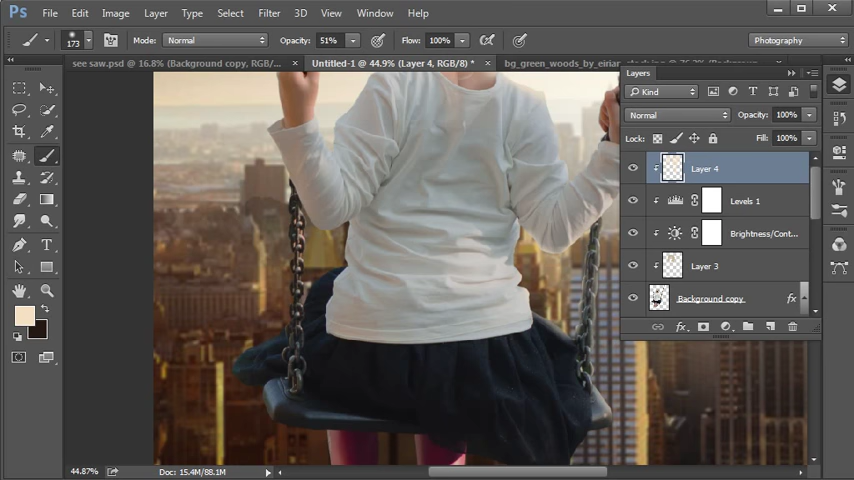 Ps File Edit Image Layer Type Select Filter 3D View Window Help
173 Mode: Normal Opacity: 51% Flow: 100%
see saw.psd @ 16.8% (Background copy, RGB/... × Untitled-1 @ 44.9% (Layer 4, RGB/8) * ×
Layers
Kind
Normal Opacity: 100%
Lock: Fill: 100%
Layer 4
Levels 1
Brightness/Cont...
Layer 3
Background copy fx
fx
44.87% Doc: 15.4M/88.1M
Photography